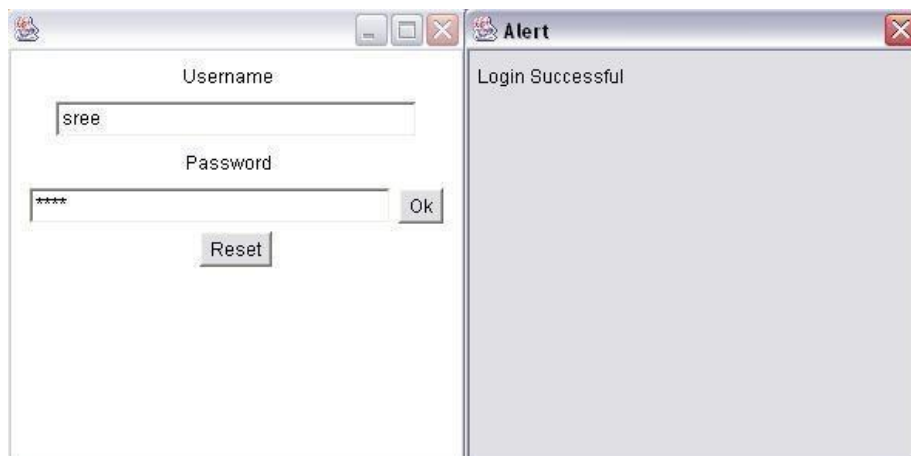 Username
sree
Password
****
Ok
Reset
Alert
Login Successful